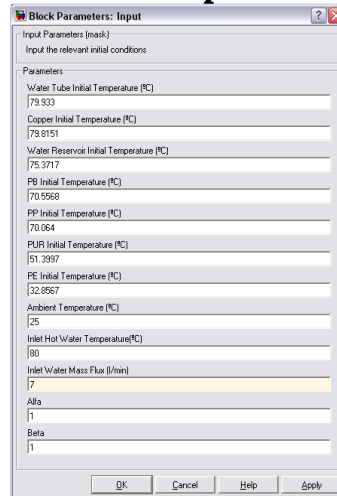 Block Parameters: Input
Input Parameters (mask)
Input the relevant initial conditions
Parameters
Water Tube Initial Temperature (ºC)
79.933
Copper Initial Temperature (ºC)
79.8151
Water Reservoir Initial Temperature (ºC)
75.3717
PB Initial Temperature (ºC)
70.5568
PP Initial Temperature (ºC)
70.064
PUR Initial Temperature (ºC)
51.3997
PE Initial Temperature (ºC)
32.8567
Ambient Temperature (ºC)
25
Inlet Hot Water Temperature(ºC)
80
Inlet Water Mass Flux (l/min)
7
Alfa
1
Beta
1
OK Cancel Help Apply